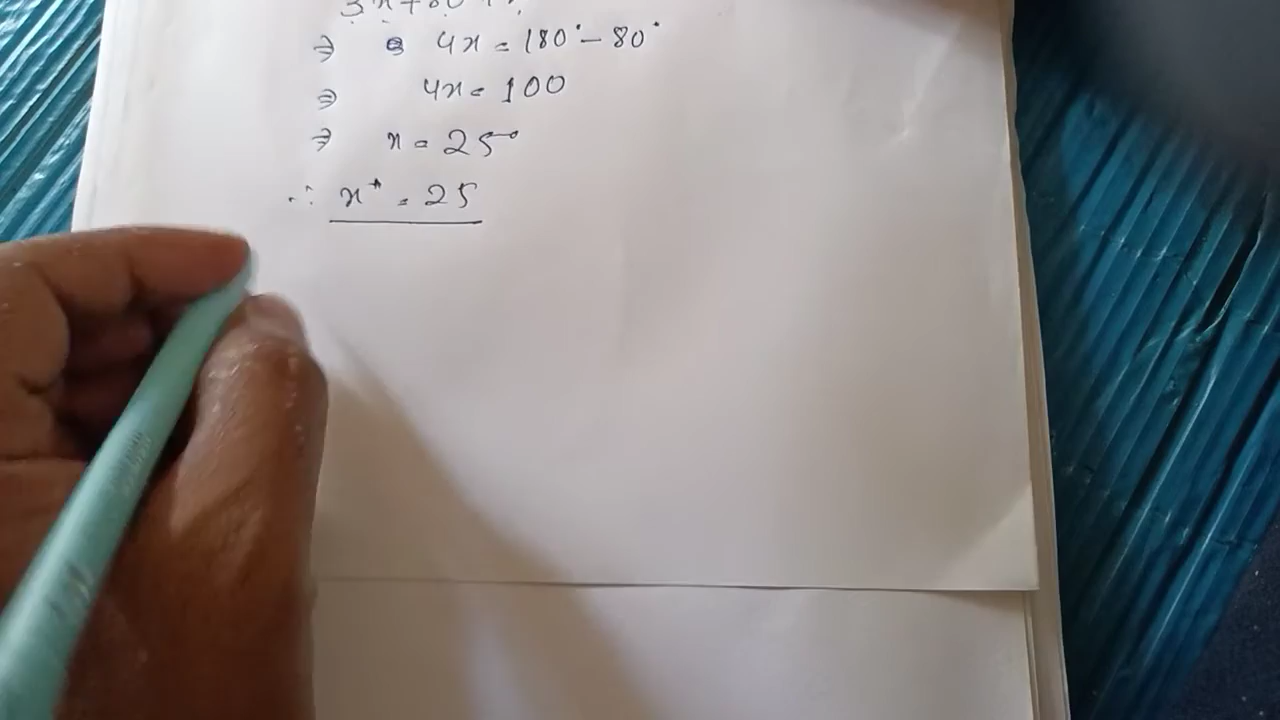 ⇒ 4x = 180° - 80°
⇒ 4x = 100
⇒ x = 25°
∴ x° = 25